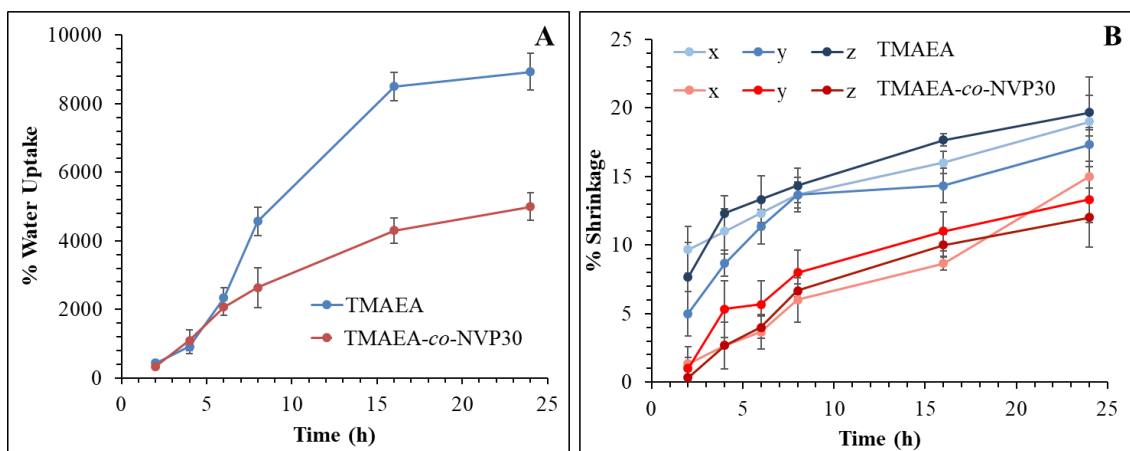 A
% Water Uptake
10000
8000
6000
4000
2000
0
TMAEA
TMAEA-co-NVP30
0 5 10 15 20 25
Time (h)
B
% Shrinkage
25
20
15
10
5
0
x y z TMAEA
x y z TMAEA-co-NVP30
0 5 10 15 20 25
Time (h)